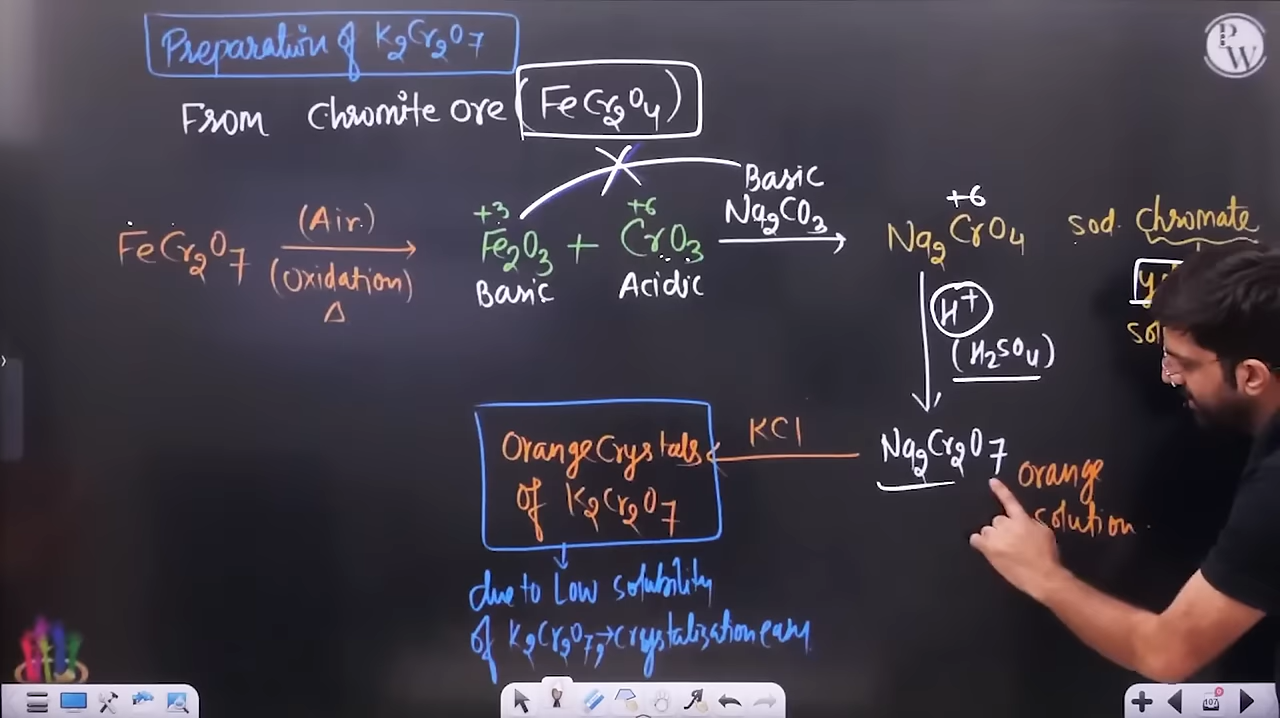 Preparation of K2Cr2O7
PW
From Chromite ore (FeCr2O4)
Basic
+3 +6 Na2CO3 +6
FeCr2O7 (Air) Fe2O3 + CrO3 Na2CrO4 sod. chromate
(Oxidation) Basic Acidic
Δ
H+
(H2SO4)
KCl
Orange Crystals Na2Cr2O7 orange
of K2Cr2O7 solution
due to Low solubility
of K2Cr2O7, → Crystalization easy
107